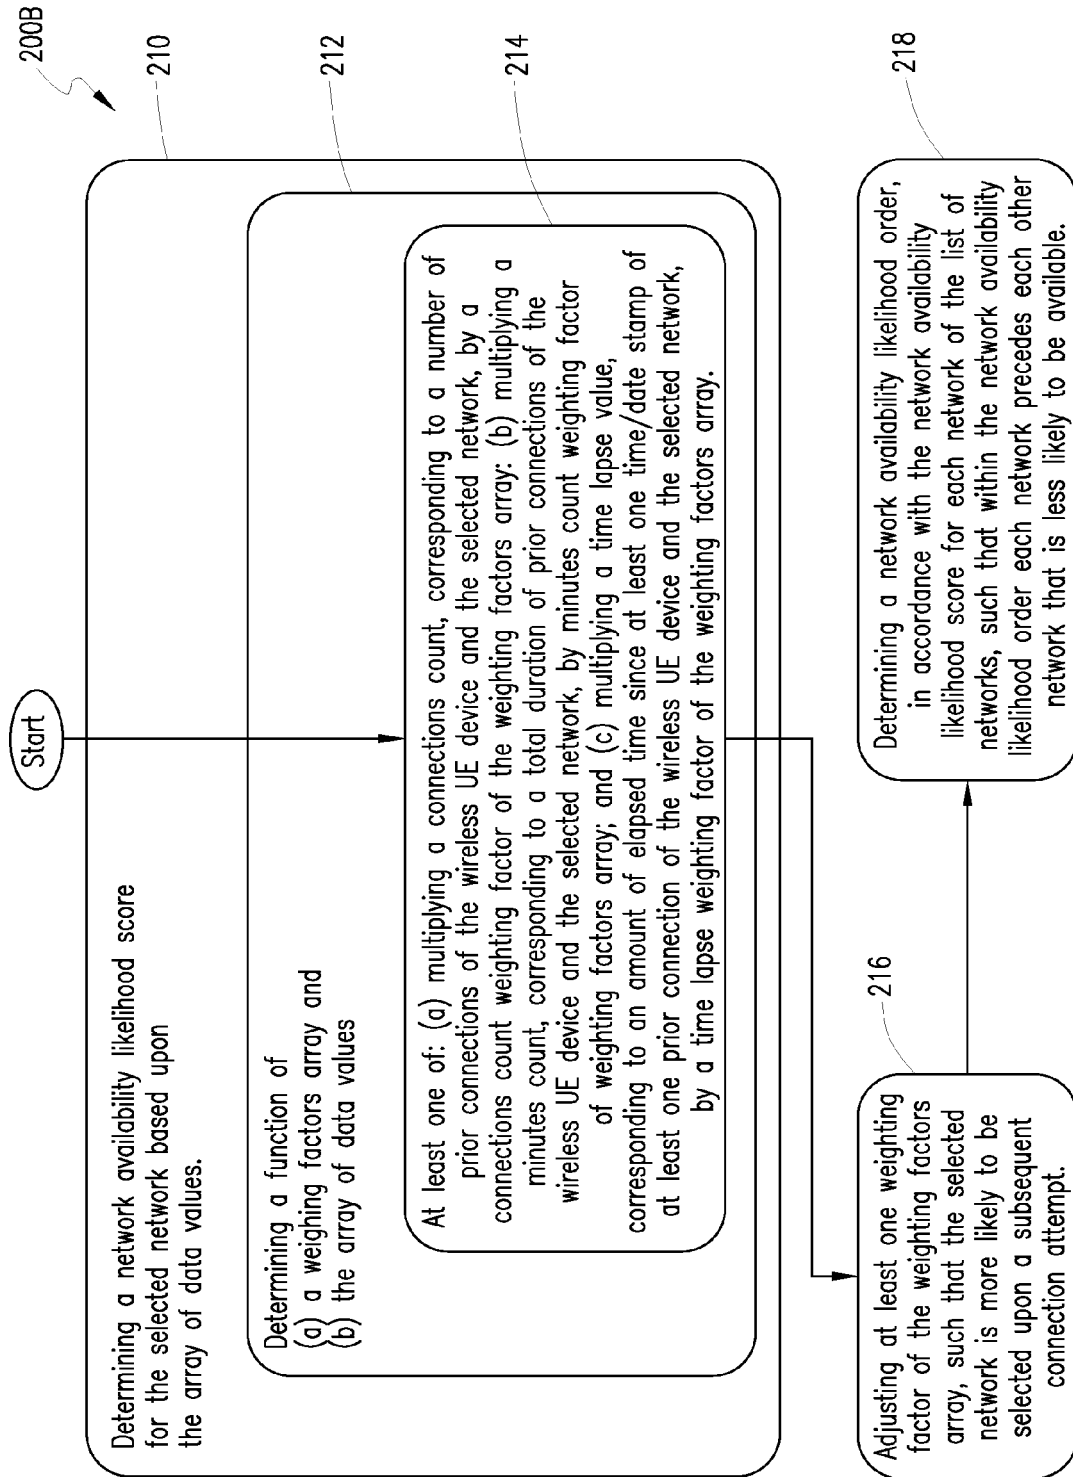 200B
Start
210
Determining a network availability likelihood score
for the selected network based upon
the array of data values.
212
Determining a function of
(a) a weighing factors array and
(b) the array of data values
214
At least one of: (a) multiplying a connections count, corresponding to a number of
prior connections of the wireless UE device and the selected network, by a
connections count weighting factor of the weighting factors array: (b) multiplying a
minutes count, corresponding to a total duration of prior connections of the
wireless UE device and the selected network, by minutes count weighting factor
of weighting factors array; and (c) multiplying a time lapse value,
corresponding to an amount of elapsed time since at least one time/date stamp of
at least one prior connection of the wireless UE device and the selected network,
by a time lapse weighting factor of the weighting factors array.
216
Adjusting at least one weighting
factor of the weighting factors
array, such that the selected
network is more likely to be
selected upon a subsequent
connection attempt.
218
Determining a network availability likelihood order,
in accordance with the network availability
likelihood score for each network of the list of
networks, such that within the network availability
likelihood order each network precedes each other
network that is less likely to be available.